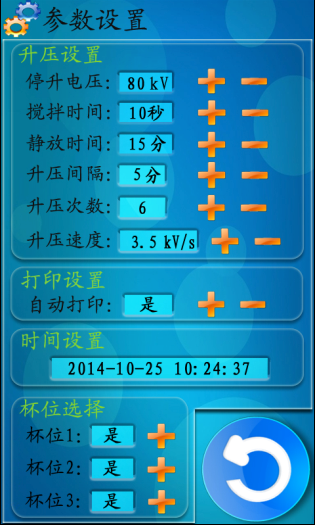 参数设置
升压设置
停升电压: 80 kV
搅拌时间: 10秒
静放时间: 15分
升压间隔: 5分
升压次数: 6
升压速度: 3.5 kV/s
打印设置
自动打印: 是
时间设置
2014-10-25 10:24:37
杯位选择
杯位1: 是
杯位2: 是
杯位3: 是